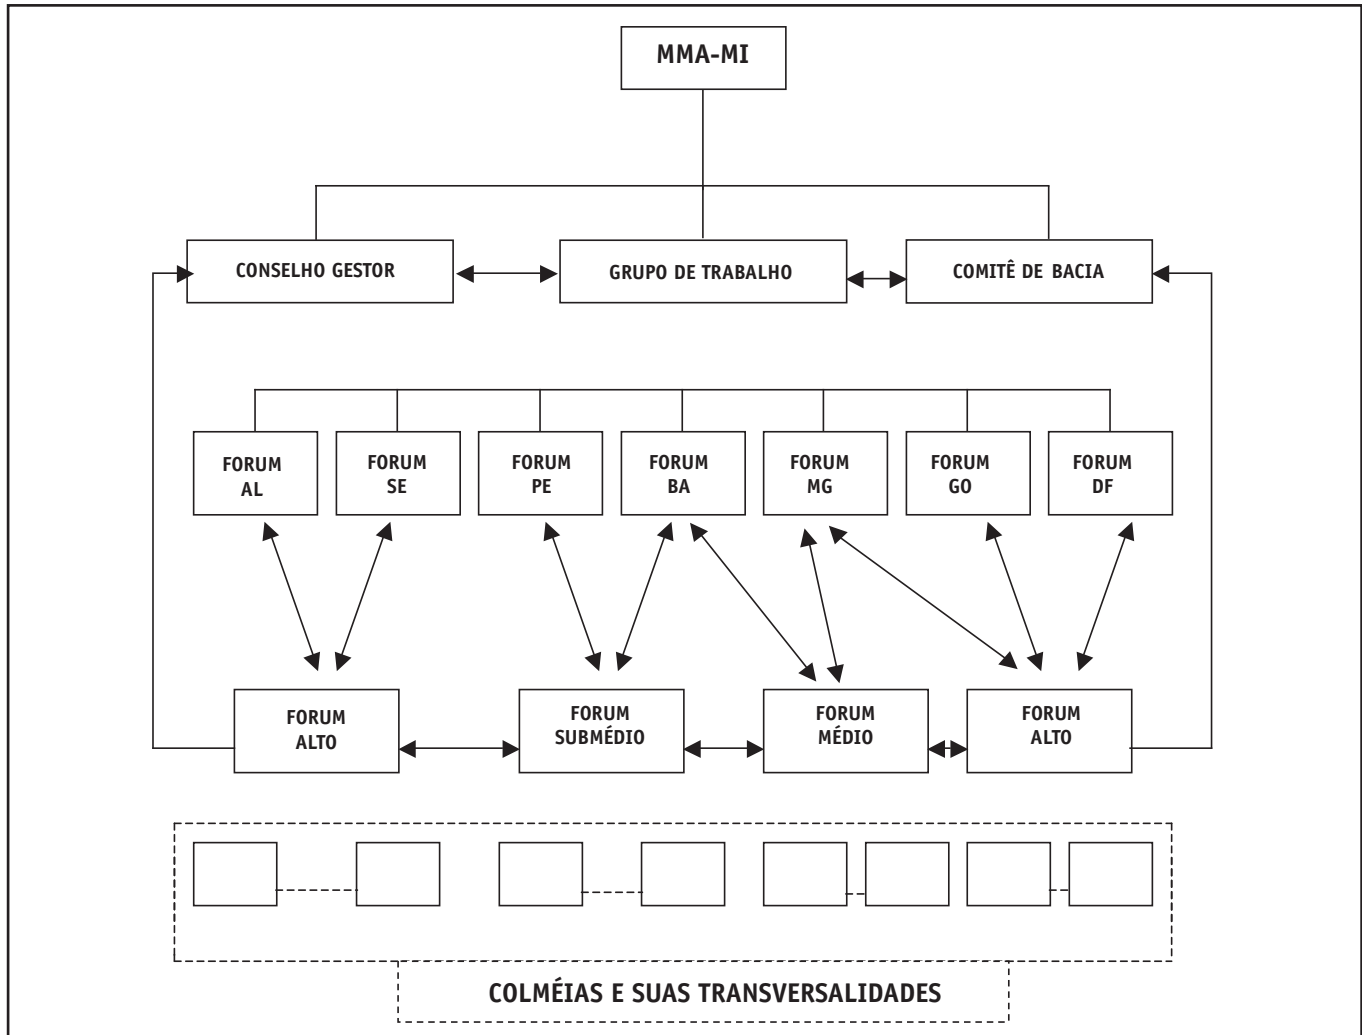 MMA-MI
CONSELHO GESTOR
GRUPO DE TRABALHO
COMITÊ DE BACIA
FORUM
AL
FORUM
SE
FORUM
PE
FORUM
BA
FORUM
MG
FORUM
GO
FORUM
DF
FORUM
ALTO
FORUM
SUBMÉDIO
FORUM
MÉDIO
FORUM
ALTO
COLMÉIAS E SUAS TRANSVERSALIDADES